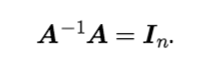 A⁻¹A = Iₙ.